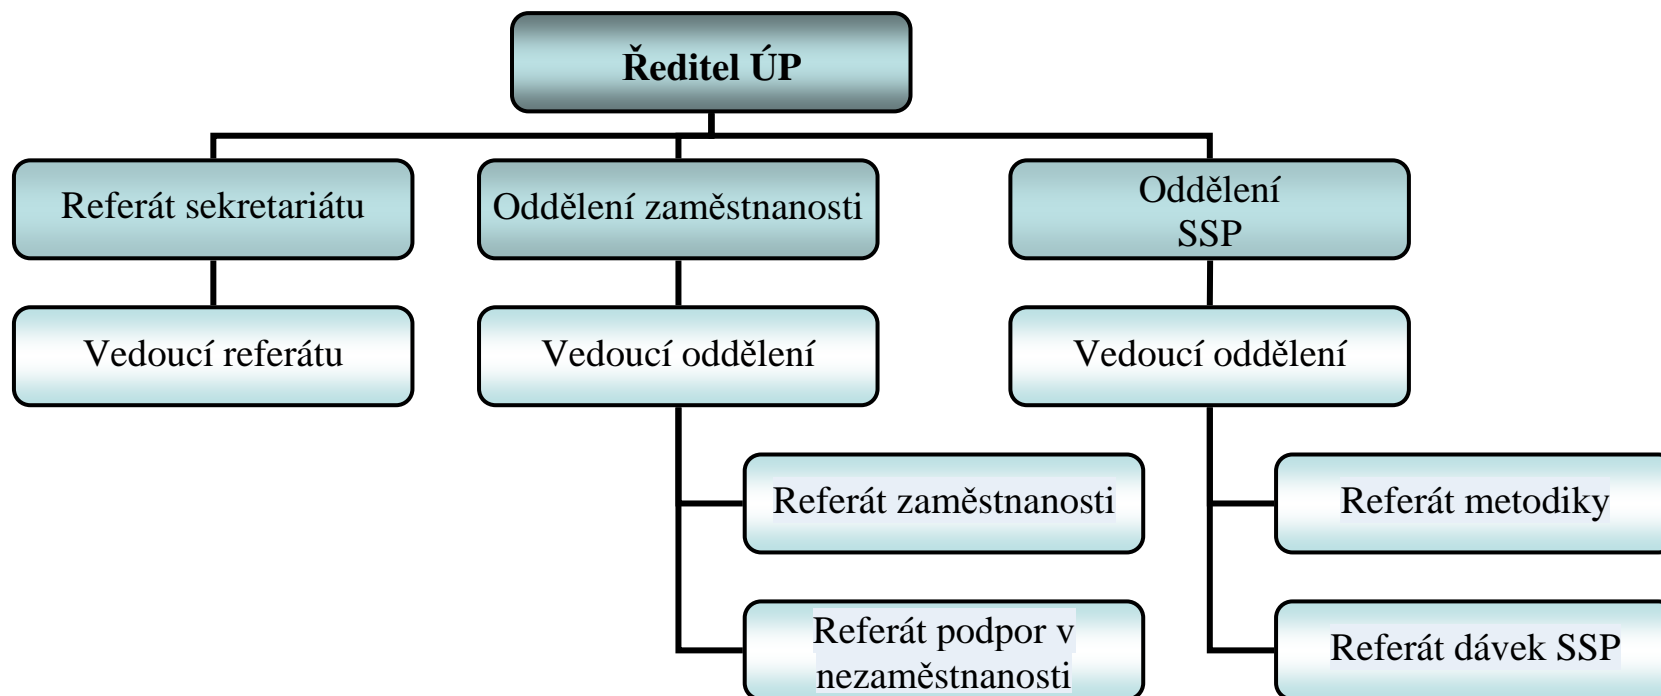 Ředitel ÚP
Referát sekretariátu
Oddělení zaměstnanosti
Oddělení
SSP
Vedoucí referátu
Vedoucí oddělení
Vedoucí oddělení
Referát zaměstnanosti
Referát metodiky
Referát podpor v
nezaměstnanosti
Referát dávek SSP